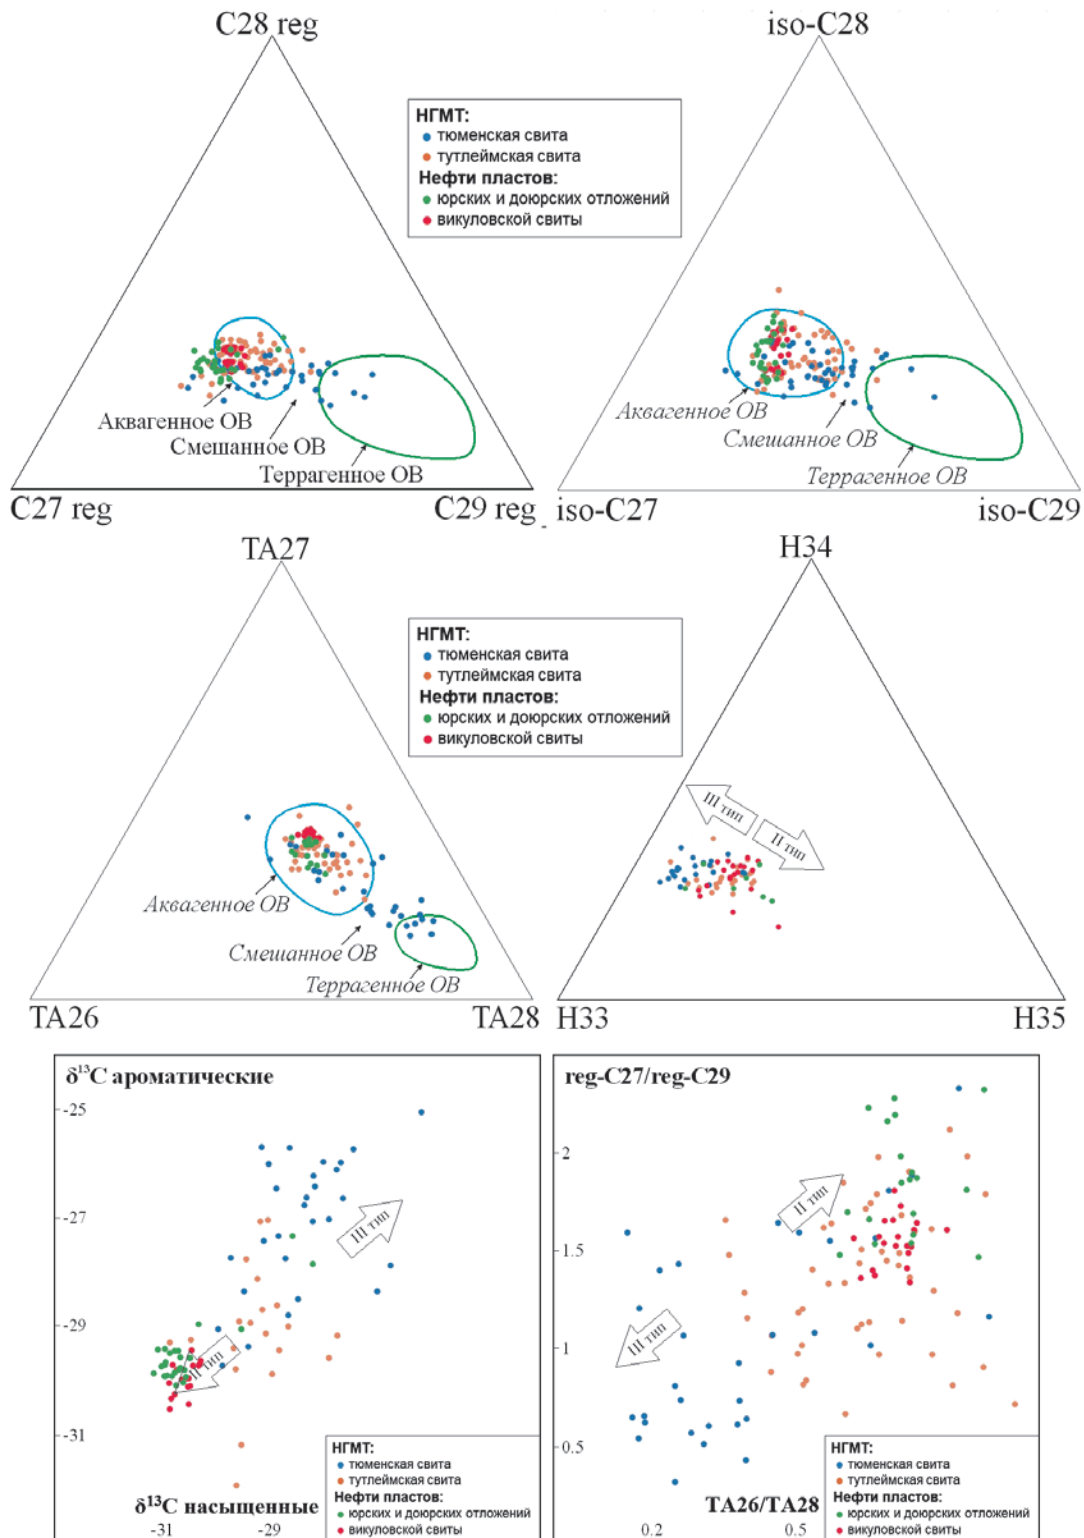 C28 reg
iso-C28
НГМТ:
тюменская свита
тутлеймская свита
Нефти пластов:
юрских и доюрских отложений
викуловской свиты
Аквагенное ОВ
Смешанное ОВ
Террагенное ОВ
Аквагенное ОВ
Смешанное ОВ
Террагенное ОВ
C27 reg
C29 reg
iso-C27
iso-C29
TA27
H34
НГМТ:
тюменская свита
тутлеймская свита
Нефти пластов:
юрских и доюрских отложений
викуловской свиты
III тип
II тип
Аквагенное ОВ
Смешанное ОВ
Террагенное ОВ
TA26
TA28
H33
H35
δ¹³C ароматические
-25
-27
-29
-31
III тип
II тип
НГМТ:
тюменская свита
тутлеймская свита
Нефти пластов:
юрских и доюрских отложений
викуловской свиты
δ¹³C насыщенные
-31
-29
reg-C27/reg-C29
2
1.5
1
0.5
II тип
III тип
НГМТ:
тюменская свита
тутлеймская свита
Нефти пластов:
юрских и доюрских отложений
викуловской свиты
TA26/TA28
0.2
0.5